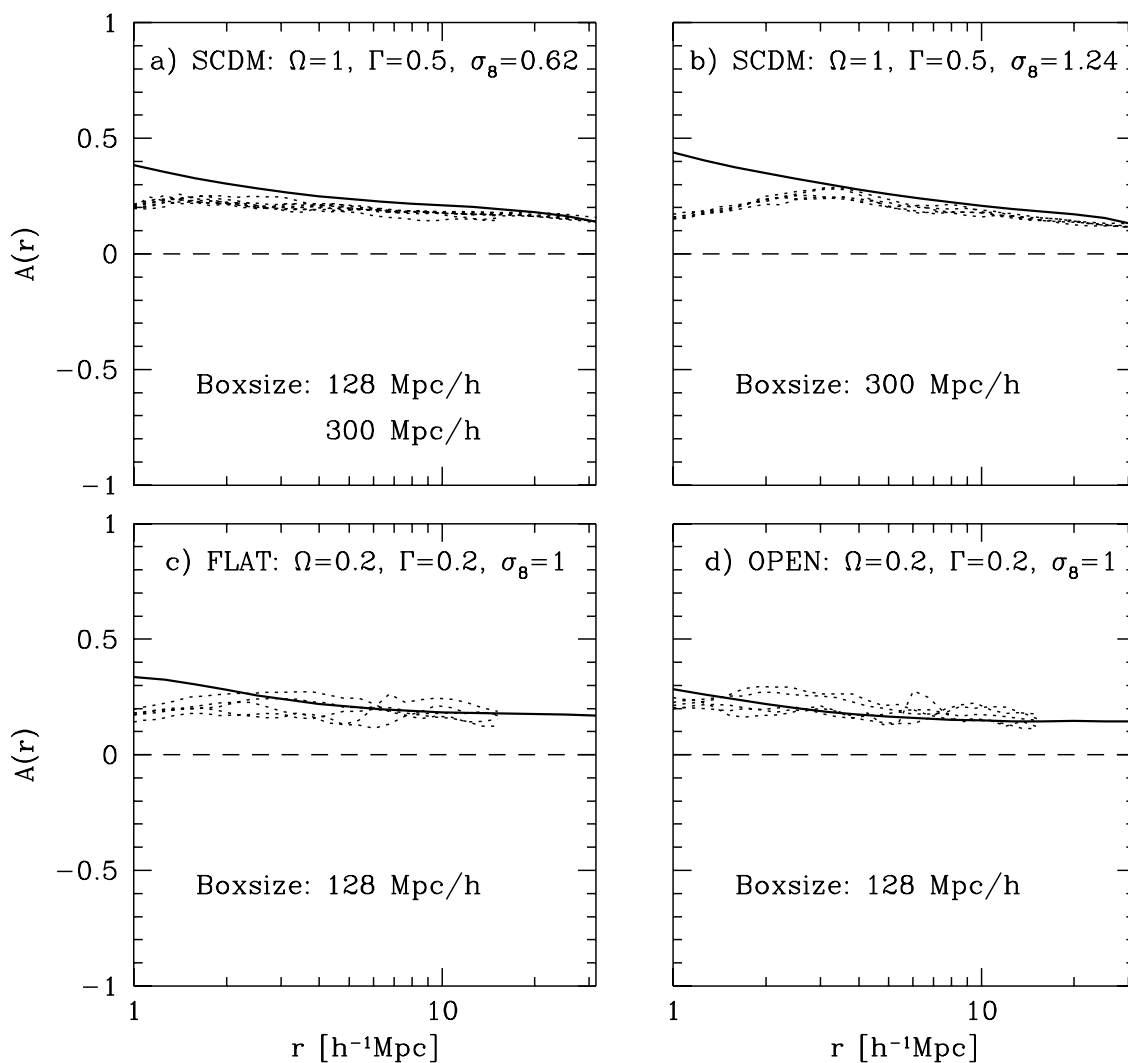 1
a) SCDM: Ω=1, Γ=0.5, σ₈=0.62
b) SCDM: Ω=1, Γ=0.5, σ₈=1.24
0.5
A(r)
0
−0.5
Boxsize: 128 Mpc/h
300 Mpc/h
Boxsize: 300 Mpc/h
−1
1
c) FLAT: Ω=0.2, Γ=0.2, σ₈=1
d) OPEN: Ω=0.2, Γ=0.2, σ₈=1
0.5
A(r)
0
−0.5
Boxsize: 128 Mpc/h
Boxsize: 128 Mpc/h
−1
1 10
1 10
r [h⁻¹Mpc]
r [h⁻¹Mpc]